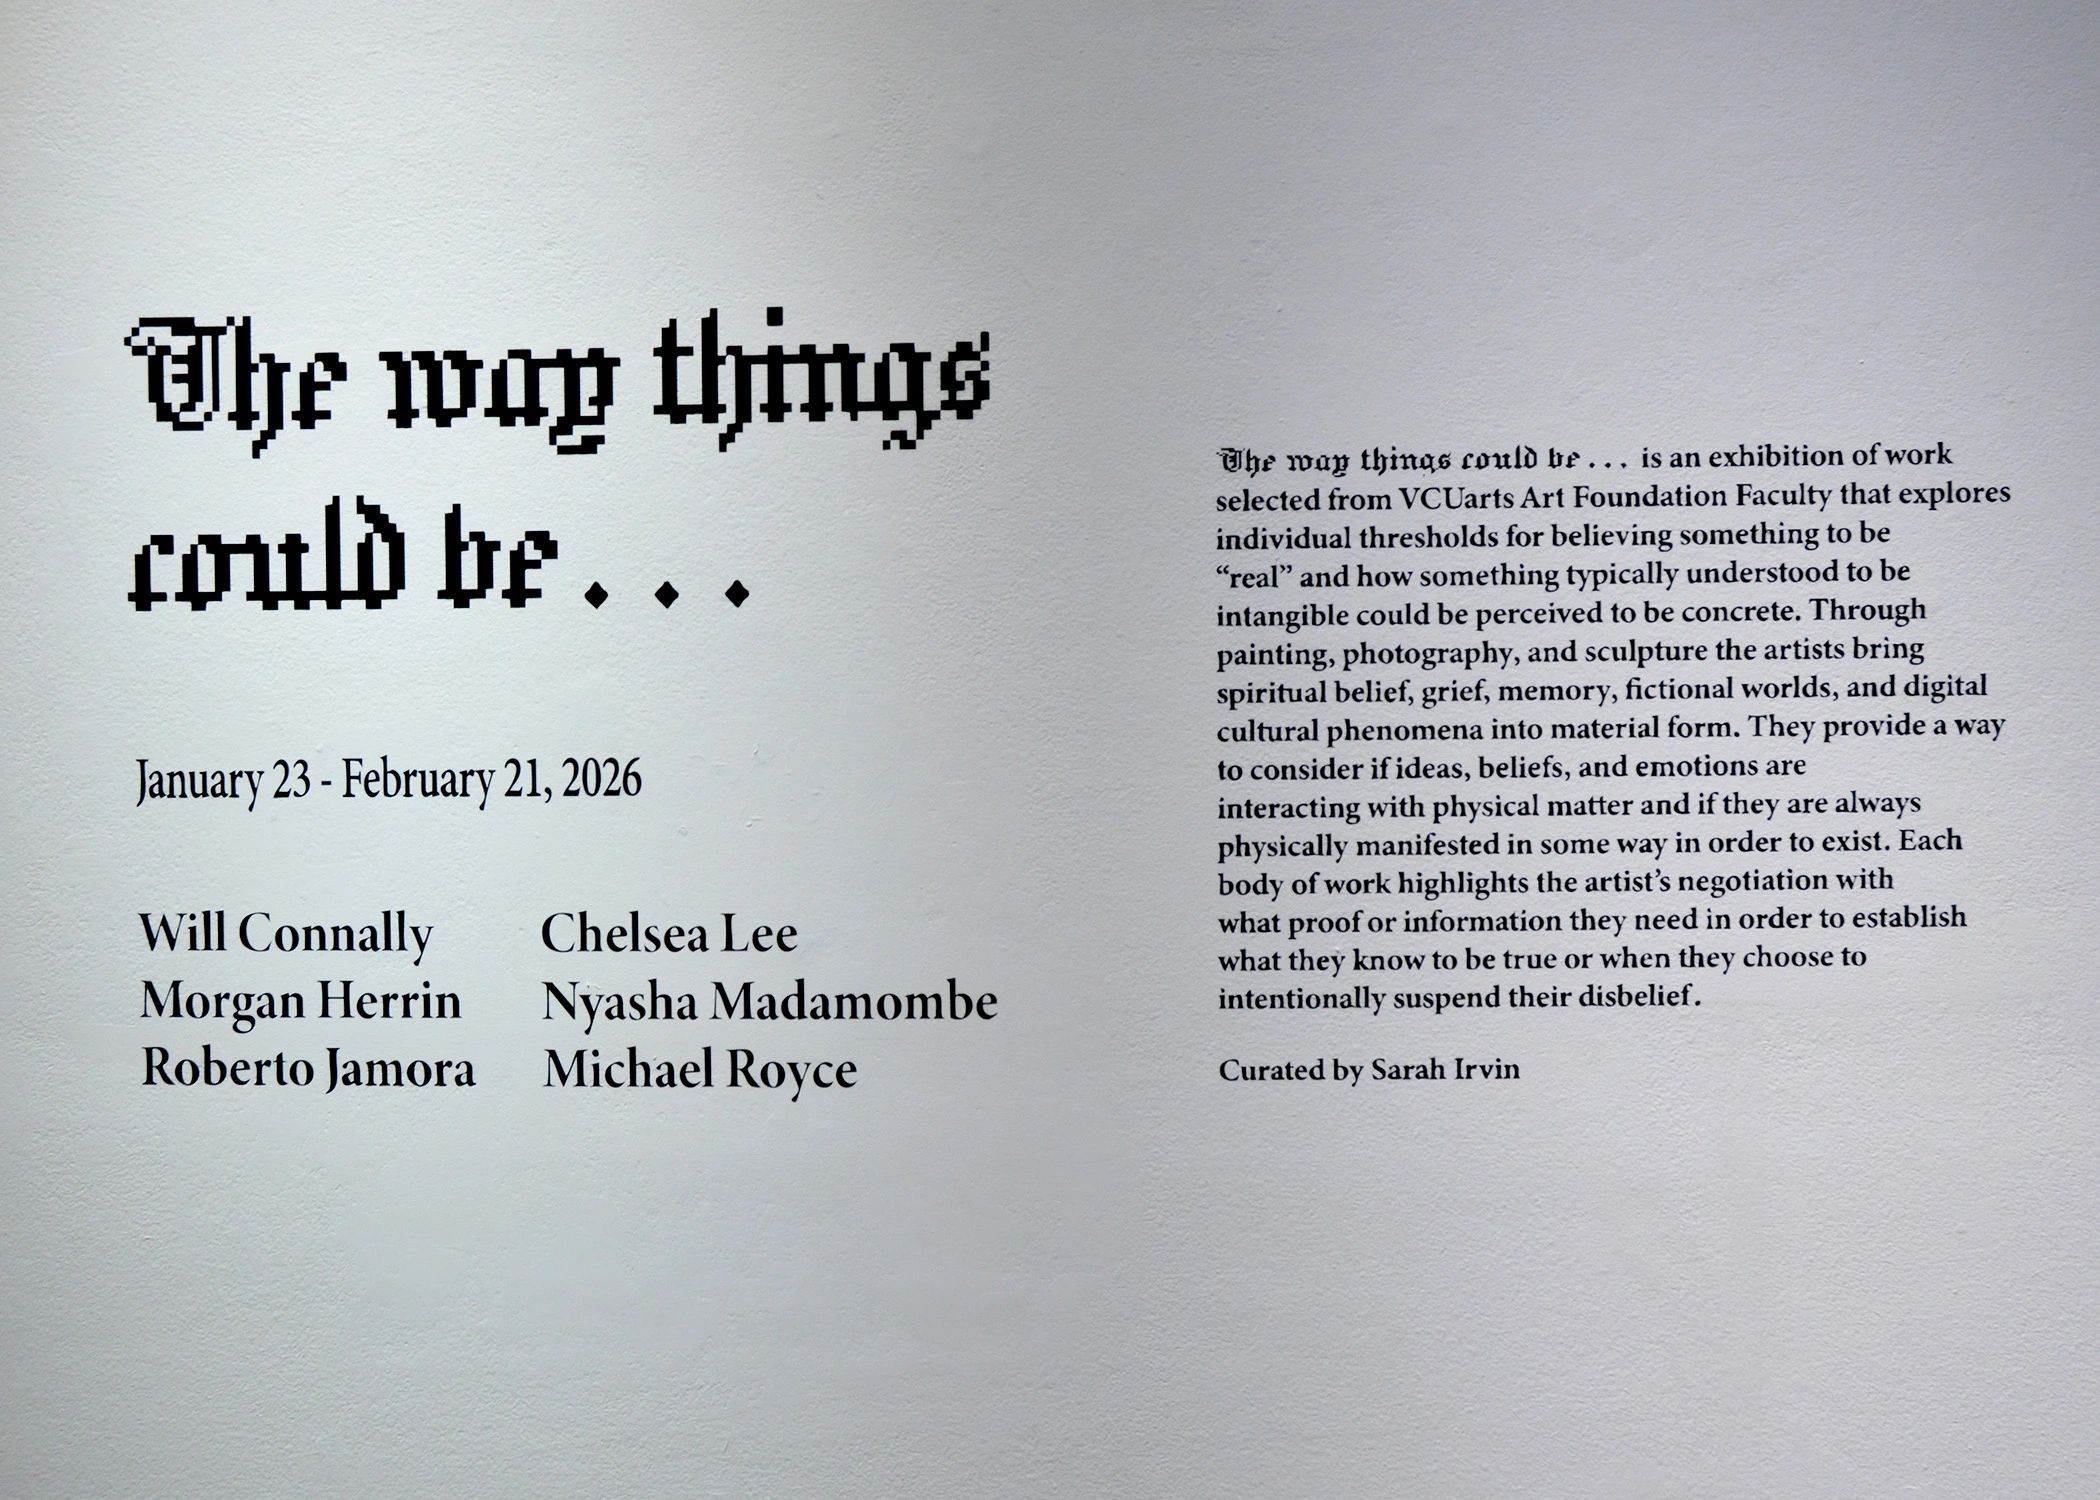 The way things
could be...
January 23 - February 21, 2026
Will Connally
Morgan Herrin
Roberto Jamora
Chelsea Lee
Nyasha Madamombe
Michael Royce
The way things could be... is an exhibition of work
selected from VCUarts Art Foundation Faculty that explores
individual thresholds for believing something to be
“real” and how something typically understood to be
intangible could be perceived to be concrete. Through
painting, photography, and sculpture the artists bring
spiritual belief, grief, memory, fictional worlds, and digital
cultural phenomena into material form. They provide a way
to consider if ideas, beliefs, and emotions are
interacting with physical matter and if they are always
physically manifested in some way in order to exist. Each
body of work highlights the artist’s negotiation with
what proof or information they need in order to establish
what they know to be true or when they choose to
intentionally suspend their disbelief.
Curated by Sarah Irvin